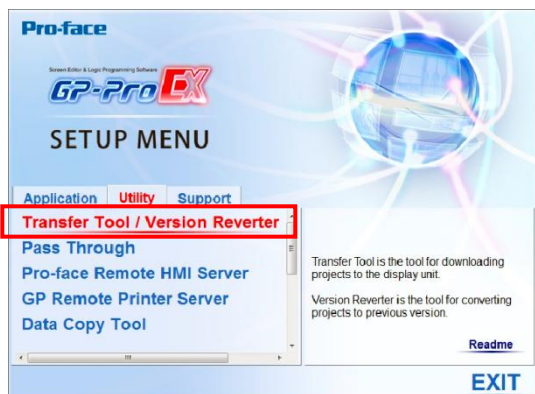 Pro-face
Screen Editor & Logic Programming Software
GP-Pro EX
SETUP MENU
Application Utility Support
Transfer Tool / Version Reverter
Pass Through
Pro-face Remote HMI Server
GP Remote Printer Server
Data Copy Tool
Transfer Tool is the tool for downloading
projects to the display unit.
Version Reverter is the tool for converting
projects to previous version.
Readme
EXIT